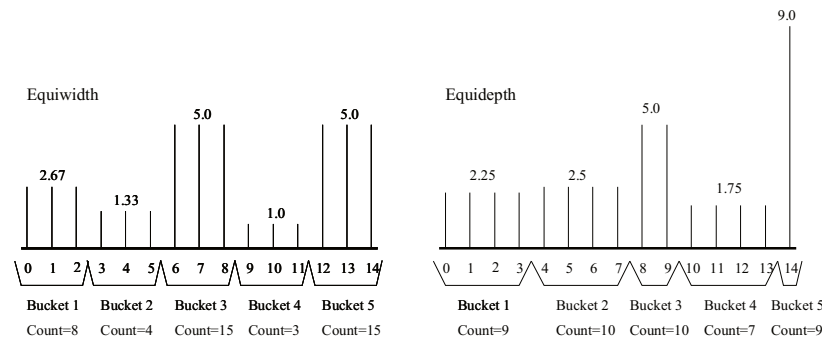 Equiwidth
2.67
1.33
5.0
1.0
5.0
0 1 2 3 4 5 6 7 8 9 10 11 12 13 14
Bucket 1 Bucket 2 Bucket 3 Bucket 4 Bucket 5
Count=8 Count=4 Count=15 Count=3 Count=15
Equidepth
2.25
2.5
5.0
1.75
9.0
0 1 2 3 4 5 6 7 8 9 10 11 12 13 14
Bucket 1 Bucket 2 Bucket 3 Bucket 4 Bucket 5
Count=9 Count=10 Count=10 Count=7 Count=9